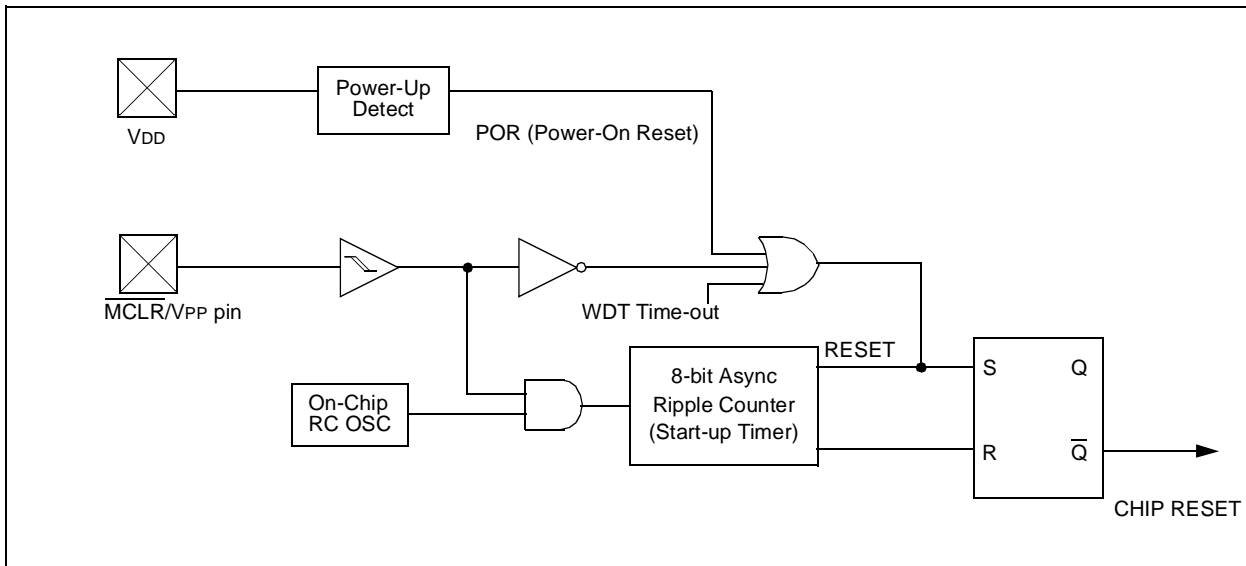 Power-Up
Detect
VDD
POR (Power-On Reset)
MCLR/VPP pin
WDT Time-out
RESET
On-Chip
RC OSC
8-bit Async
Ripple Counter
(Start-up Timer)
S Q
R Q
CHIP RESET